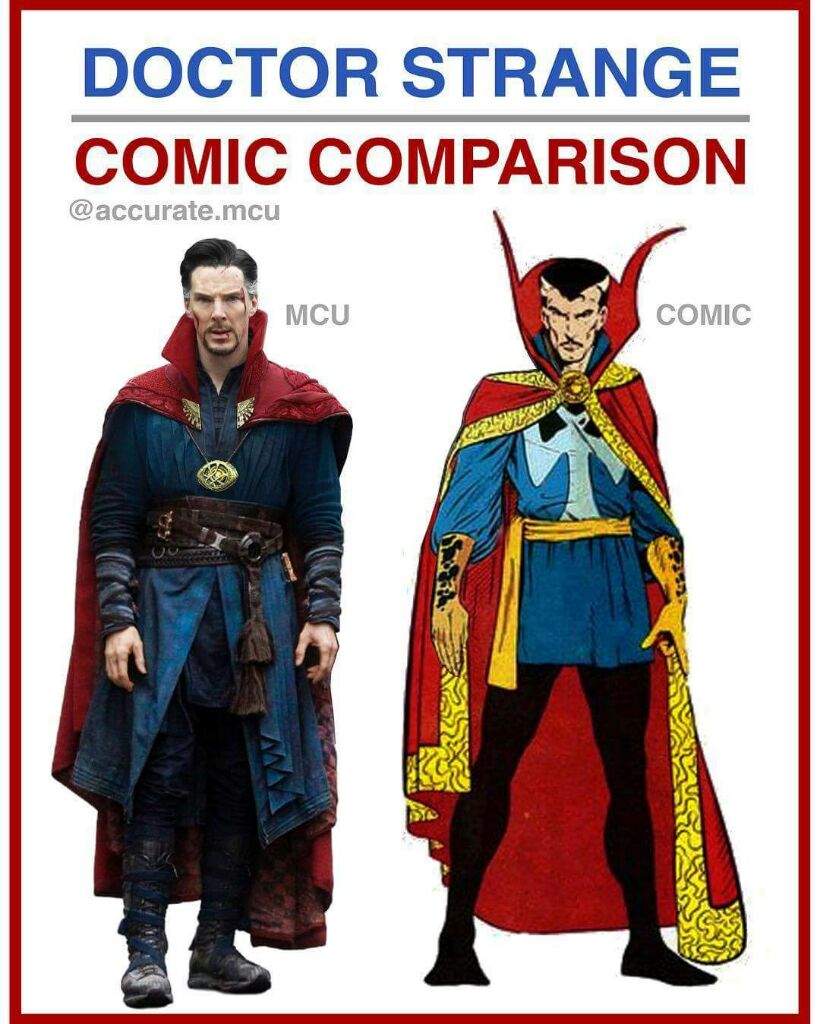 DOCTOR STRANGE
COMIC COMPARISON
@accurate.mcu
MCU
COMIC